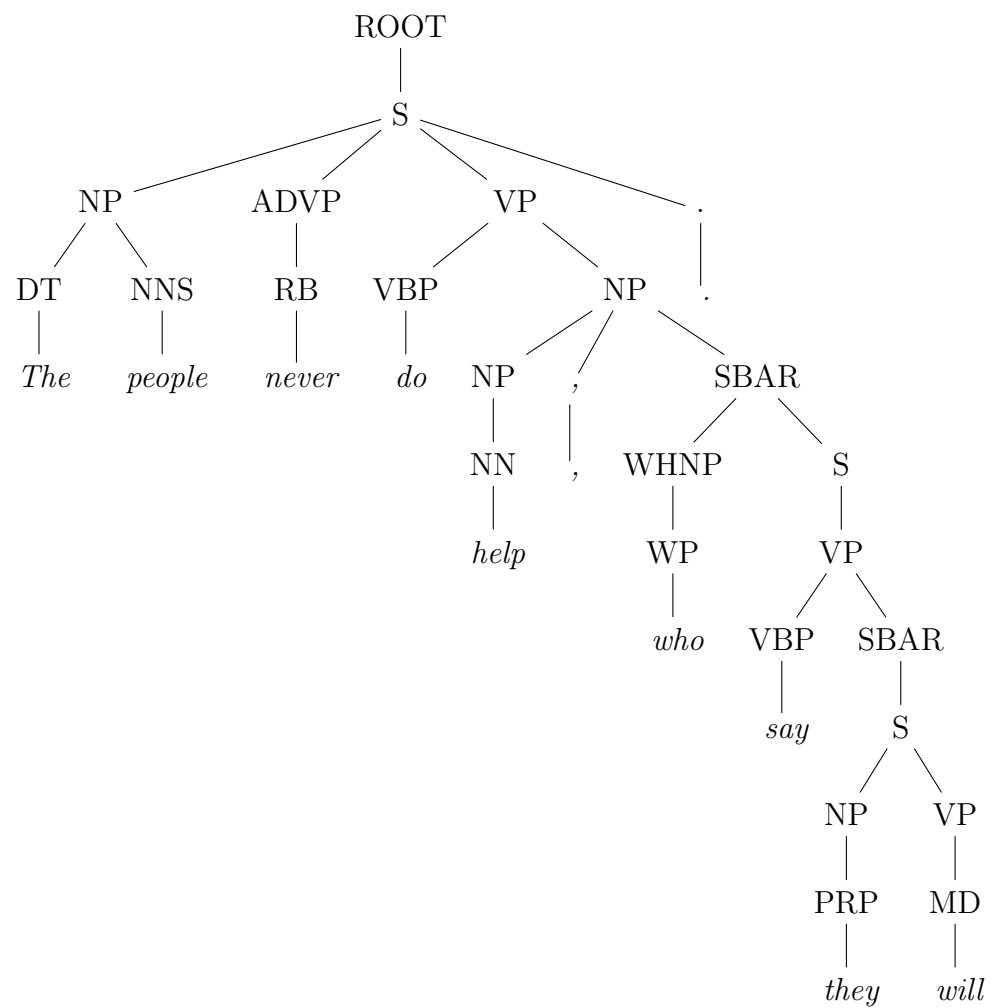 ROOT
S
NP ADVP VP .
DT NNS RB VBP NP .
The people never do NP , SBAR
NN , WHNP S
help WP VP
who VBP SBAR
say S
NP VP
PRP MD
they will